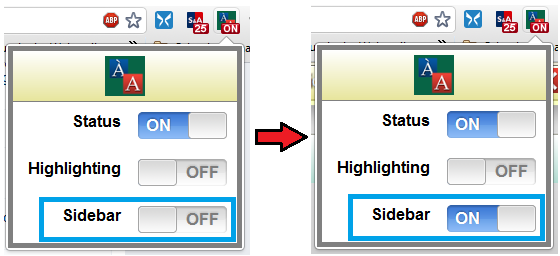 ABP
S A
25
À
A
ON
À
A
Status
ON
Highlighting
OFF
Sidebar
OFF
ABP
S A
25
À
A
ON
À
A
Status
ON
Highlighting
OFF
Sidebar
ON